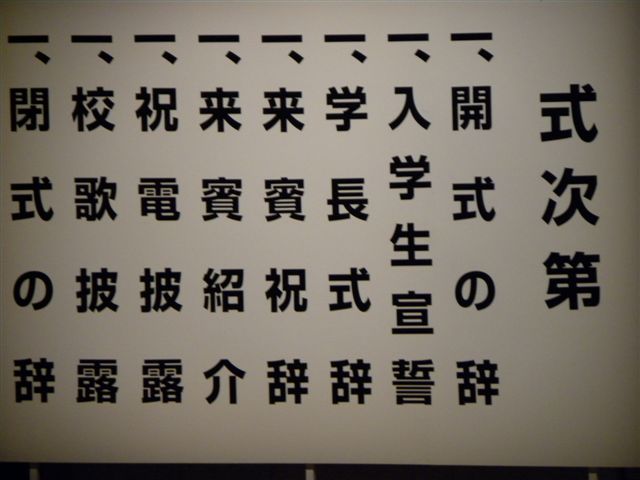 式次第
一、開式の辞
一、入学生宣誓
一、学長式辞
一、来賓祝辞
一、来賓紹介
一、祝電披露
一、校歌披露
一、閉式の辞